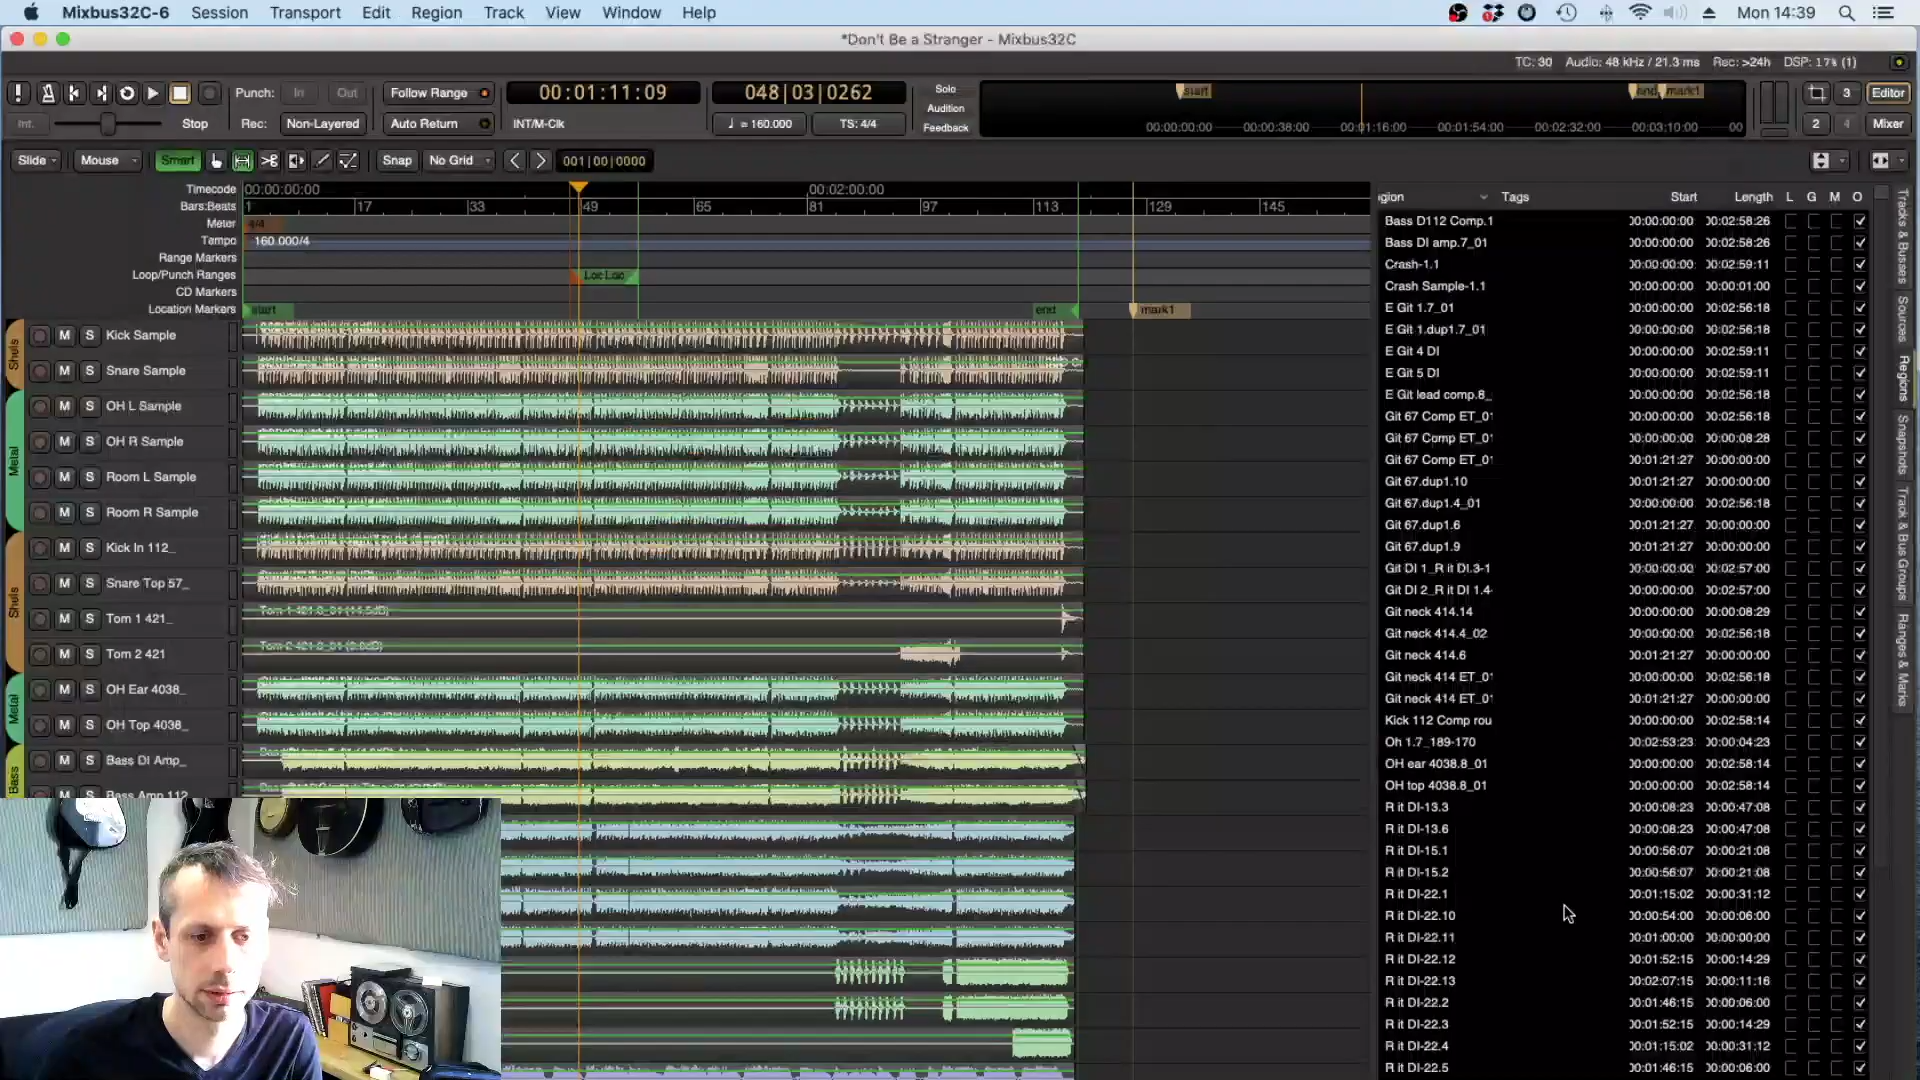 Mixbus32C-6 Session Transport Edit Region Track View Window Help Mon 14:39
*Don't Be a Stranger - Mixbus32C
TC: 30 Audio: 48 kHz / 21.3 ms Rec: >24h DSP: 17% (1)
Punch: In Out Follow Range 00:01:11:09 048|03|0262 Solo start end mark1 3 Editor
Audition
Int. Stop Rec: Non-Layered Auto Return INT/M-Clk ♩ = 160.000 TS: 4/4 Feedback 00:00:00:00 00:00:38:00 00:01:16:00 00:01:54:00 00:02:32:00 00:03:10:00 00 2 4 Mixer
Slide Mouse Smart Snap No Grid 001|00|0000
Timecode 00:00:00:00 00:02:00:00
Bars:Beats 1 17 33 49 65 81 97 113 129 145
Meter 4/4
Tempo 160.000/4
Range Markers
Loop/Punch Ranges
CD Markers
Location Markers start end mark1
Shuls
M S Kick Sample
M S Snare Sample
Metal
M S OH L Sample
M S OH R Sample
M S Room L Sample
M S Room R Sample
Shuls
M S Kick In 112_
M S Snare Top 57_
M S Tom 1 421_
M S Tom 2 421
Metal
M S OH Ear 4038_
M S OH Top 4038_
Bass
M S Bass DI Amp_
Bass Amp 112
gion Tags Start Length L G M O
Bass D112 Comp.1 00:00:00:00 00:02:58:26
Bass DI amp.7_01 00:00:00:00 00:02:58:26
Crash-1.1 00:00:00:00 00:02:59:11
Crash Sample-1.1 00:00:00:00 00:00:01:00
E Git 1.7_01 00:00:00:00 00:02:56:18
E Git 1.dup1.7_01 00:00:00:00 00:02:56:18
E Git 4 DI 00:00:00:00 00:02:59:11
E Git 5 DI 00:00:00:00 00:02:59:11
E Git lead comp.8_ 00:00:00:00 00:02:56:18
Git 67 Comp ET_01 00:00:00:00 00:02:56:18
Git 67 Comp ET_01 00:00:00:00 00:00:08:28
Git 67 Comp ET_01 00:01:21:27 00:00:00:00
Git 67.dup1.10 00:01:21:27 00:00:00:00
Git 67.dup1.4_01 00:00:00:00 00:02:56:18
Git 67.dup1.6 00:01:21:27 00:00:00:00
Git 67.dup1.9 00:01:21:27 00:00:00:00
Git DI 1_R it DI.3-1 00:00:00:00 00:02:57:00
Git DI 2_R it DI 1.4- 00:00:00:00 00:02:57:00
Git neck 414.14 00:00:00:00 00:00:08:29
Git neck 414.4_02 00:00:00:00 00:02:56:18
Git neck 414.6 00:01:21:27 00:00:00:00
Git neck 414 ET_01 00:00:00:00 00:02:56:18
Git neck 414 ET_01 00:01:21:27 00:00:00:00
Kick 112 Comp rou 00:00:00:00 00:02:58:14
Oh 1.7_189-170 00:02:53:23 00:00:04:23
OH ear 4038.8_01 00:00:00:00 00:02:58:14
OH top 4038.8_01 00:00:00:00 00:02:58:14
R it DI-13.3 00:00:08:23 00:00:47:08
R it DI-13.6 00:00:08:23 00:00:47:08
R it DI-15.1 00:00:56:07 00:00:21:08
R it DI-15.2 00:00:56:07 00:00:21:08
R it DI-22.1 00:01:15:02 00:00:31:12
R it DI-22.10 00:00:54:00 00:00:06:00
R it DI-22.11 00:01:00:00 00:00:00:00
R it DI-22.12 00:01:52:15 00:00:14:29
R it DI-22.13 00:02:07:15 00:00:11:16
R it DI-22.2 00:01:46:15 00:00:06:00
R it DI-22.3 00:01:52:15 00:00:14:29
R it DI-22.4 00:01:15:02 00:00:31:12
R it DI-22.5 00:01:46:15 00:00:06:00
Tracks & Busses
Sources
Regions
Snapshots
Track & Bus Groups
Ranges & Marks